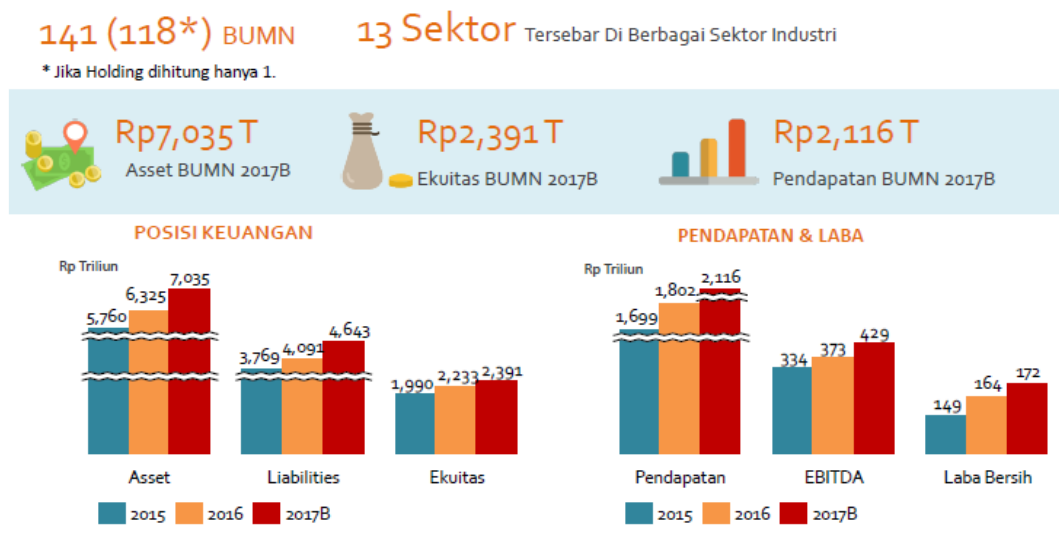 141 (118*) BUMN
13 Sektor Tersebar Di Berbagai Sektor Industri
* Jika Holding dihitung hanya 1.
Rp7,035 T
Asset BUMN 2017B
Rp2,391 T
Ekuitas BUMN 2017B
Rp2,116 T
Pendapatan BUMN 2017B
POSISI KEUANGAN
Rp Triliun
5,760
6,325
7,035
3,769
4,091
4,643
1,990
2,233
2,391
Asset
Liabilities
Ekuitas
2015
2016
2017B
PENDAPATAN & LABA
Rp Triliun
1,699
1,802
2,116
334
373
429
149
164
172
Pendapatan
EBITDA
Laba Bersih
2015
2016
2017B